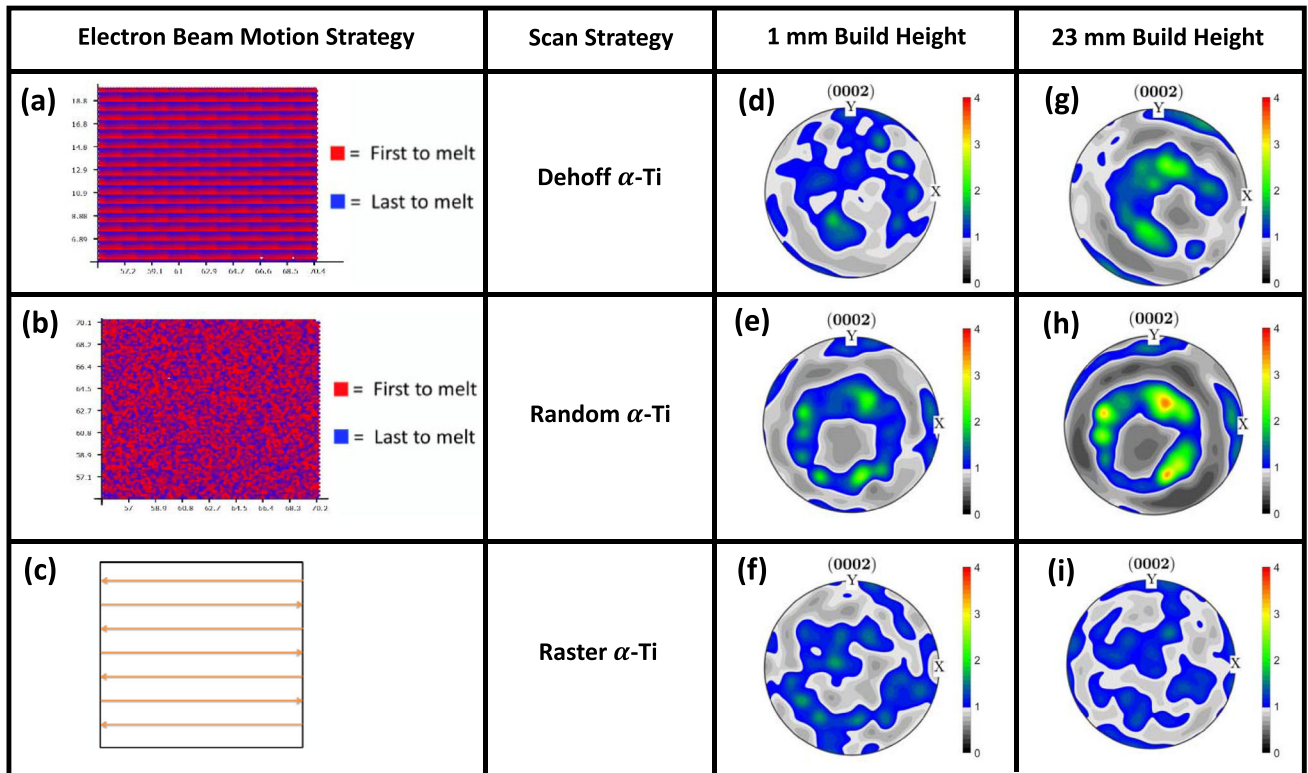 Electron Beam Motion Strategy
Scan Strategy
1 mm Build Height
23 mm Build Height
(a)
18.8
16.8
14.8
12.9
10.9
8.88
6.89
57.2 59.1 61 62.9 64.7 66.6 68.5 70.4
= First to melt
= Last to melt
Dehoff α-Ti
(d)
(0002)
Y
X
4
3
2
1
0
(g)
(0002)
Y
X
4
3
2
1
0
(b)
70.1
68.2
66.4
64.5
62.7
60.8
58.9
57.1
57 58.9 60.8 62.7 64.5 66.4 68.3 70.2
= First to melt
= Last to melt
Random α-Ti
(e)
(0002)
Y
X
4
3
2
1
0
(h)
(0002)
Y
X
4
3
2
1
0
(c)
Raster α-Ti
(f)
(0002)
Y
X
4
3
2
1
0
(i)
(0002)
Y
X
4
3
2
1
0